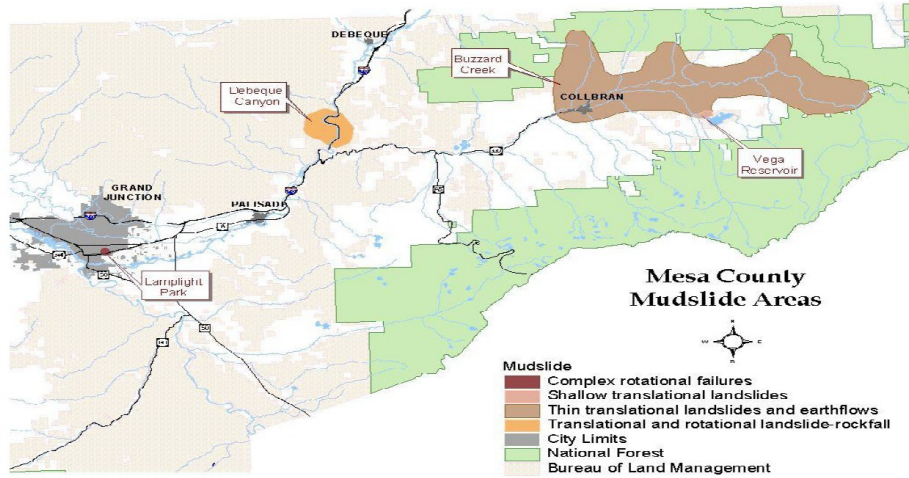 DEBEQUE
Buzzard
Creek
Debeque
Canyon
COLLBRAN
Vega
Reservoir
GRAND
JUNCTION
PALISADE
Lamplight
Park
50
50
Mesa County
Mudslide Areas
N
W
E
S
Mudslide
Complex rotational failures
Shallow translational landslides
Thin translational landslides and earthflows
Translational and rotational landslide-rockfall
City Limits
National Forest
Bureau of Land Management